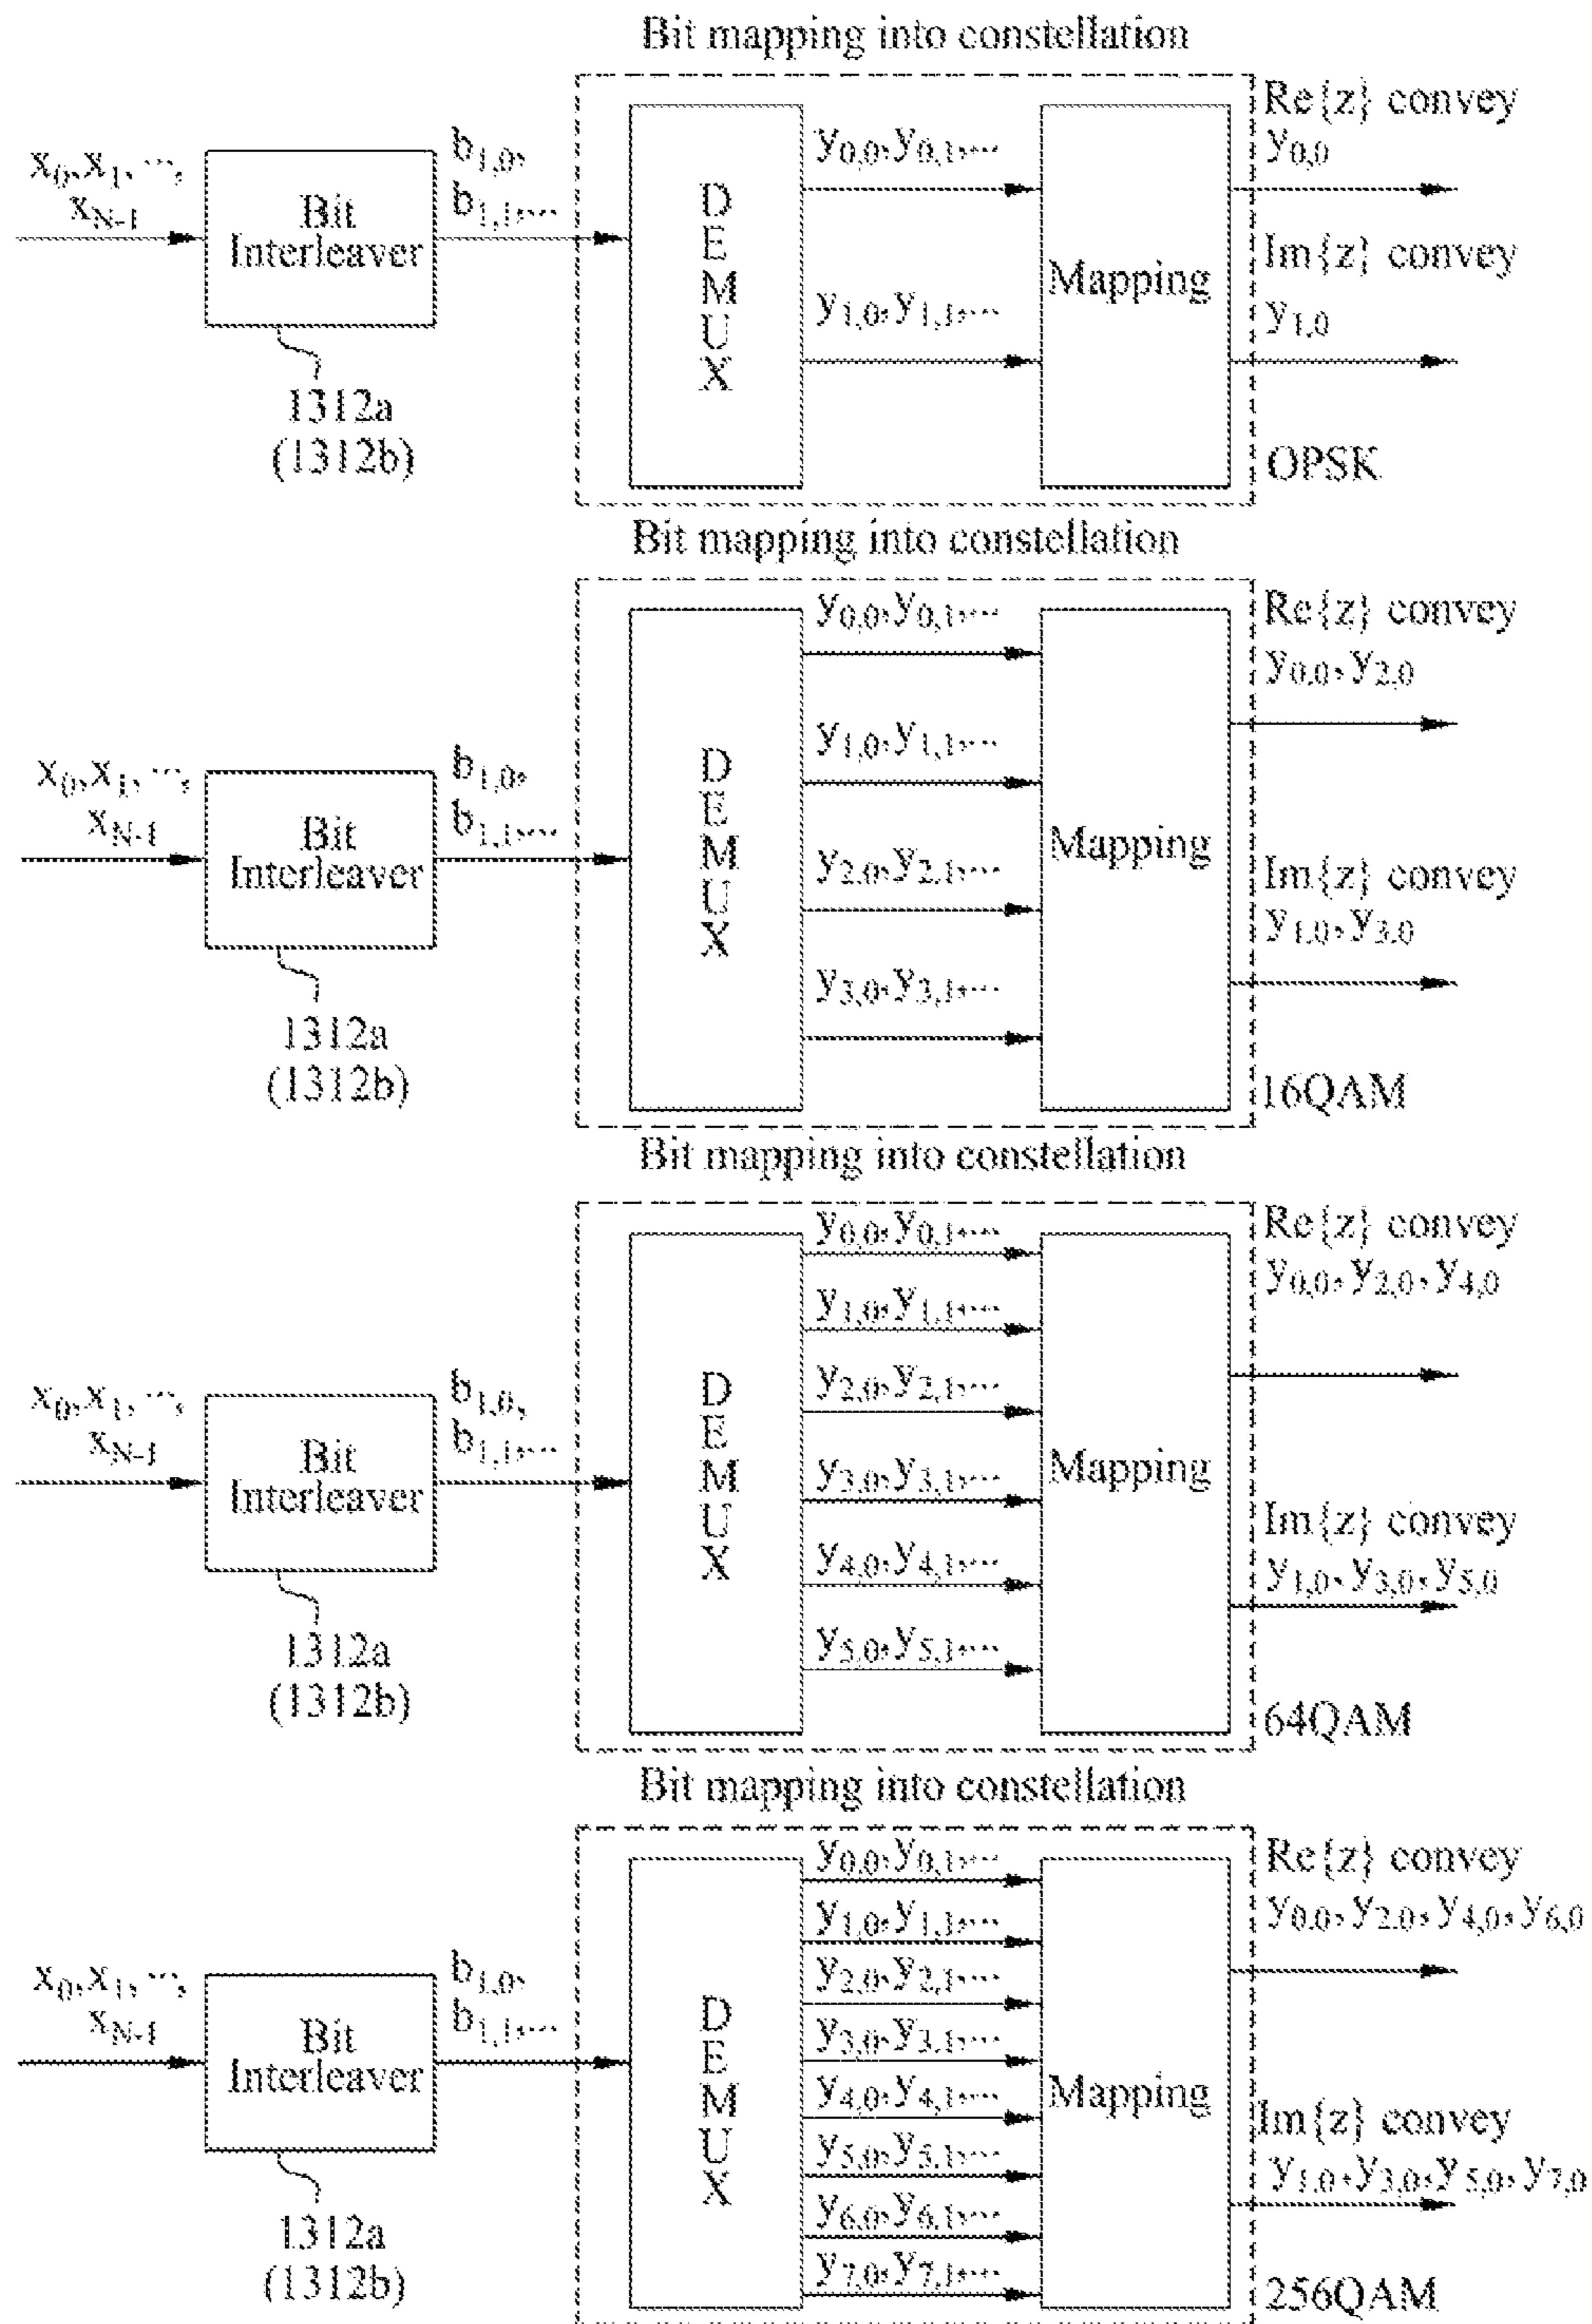 Bit mapping into constellation
x0,x1, ...,
xN-1
Bit
Interleaver
b1,0,
b1,1,...
1312a
(1312b)
DEMUX
y0,0,y0,1,...
y1,0,y1,1,...
Mapping
Re{z} convey
y0,0
Im{z} convey
y1,0
OPSK
Bit mapping into constellation
x0,x1, ...,
xN-1
Bit
Interleaver
b1,0,
b1,1,...
1312a
(1312b)
DEMUX
y0,0,y0,1,...
y1,0,y1,1,...
y2,0,y2,1,...
y3,0,y3,1,...
Mapping
Re{z} convey
y0,0,y2,0
Im{z} convey
y1,0,y3,0
16QAM
Bit mapping into constellation
x0,x1, ...,
xN-1
Bit
Interleaver
b1,0,
b1,1,...
1312a
(1312b)
DEMUX
y0,0,y0,1,...
y1,0,y1,1,...
y2,0,y2,1,...
y3,0,y3,1,...
y4,0,y4,1,...
y5,0,y5,1,...
Mapping
Re{z} convey
y0,0,y2,0,y4,0
Im{z} convey
y1,0,y3,0,y5,0
64QAM
Bit mapping into constellation
x0,x1, ...,
xN-1
Bit
Interleaver
b1,0,
b1,1,...
1312a
(1312b)
DEMUX
y0,0,y0,1,...
y1,0,y1,1,...
y2,0,y2,1,...
y3,0,y3,1,...
y4,0,y4,1,...
y5,0,y5,1,...
y6,0,y6,1,...
y7,0,y7,1,...
Mapping
Re{z} convey
y0,0,y2,0,y4,0,y6,0
Im{z} convey
y1,0,y3,0,y5,0,y7,0
256QAM